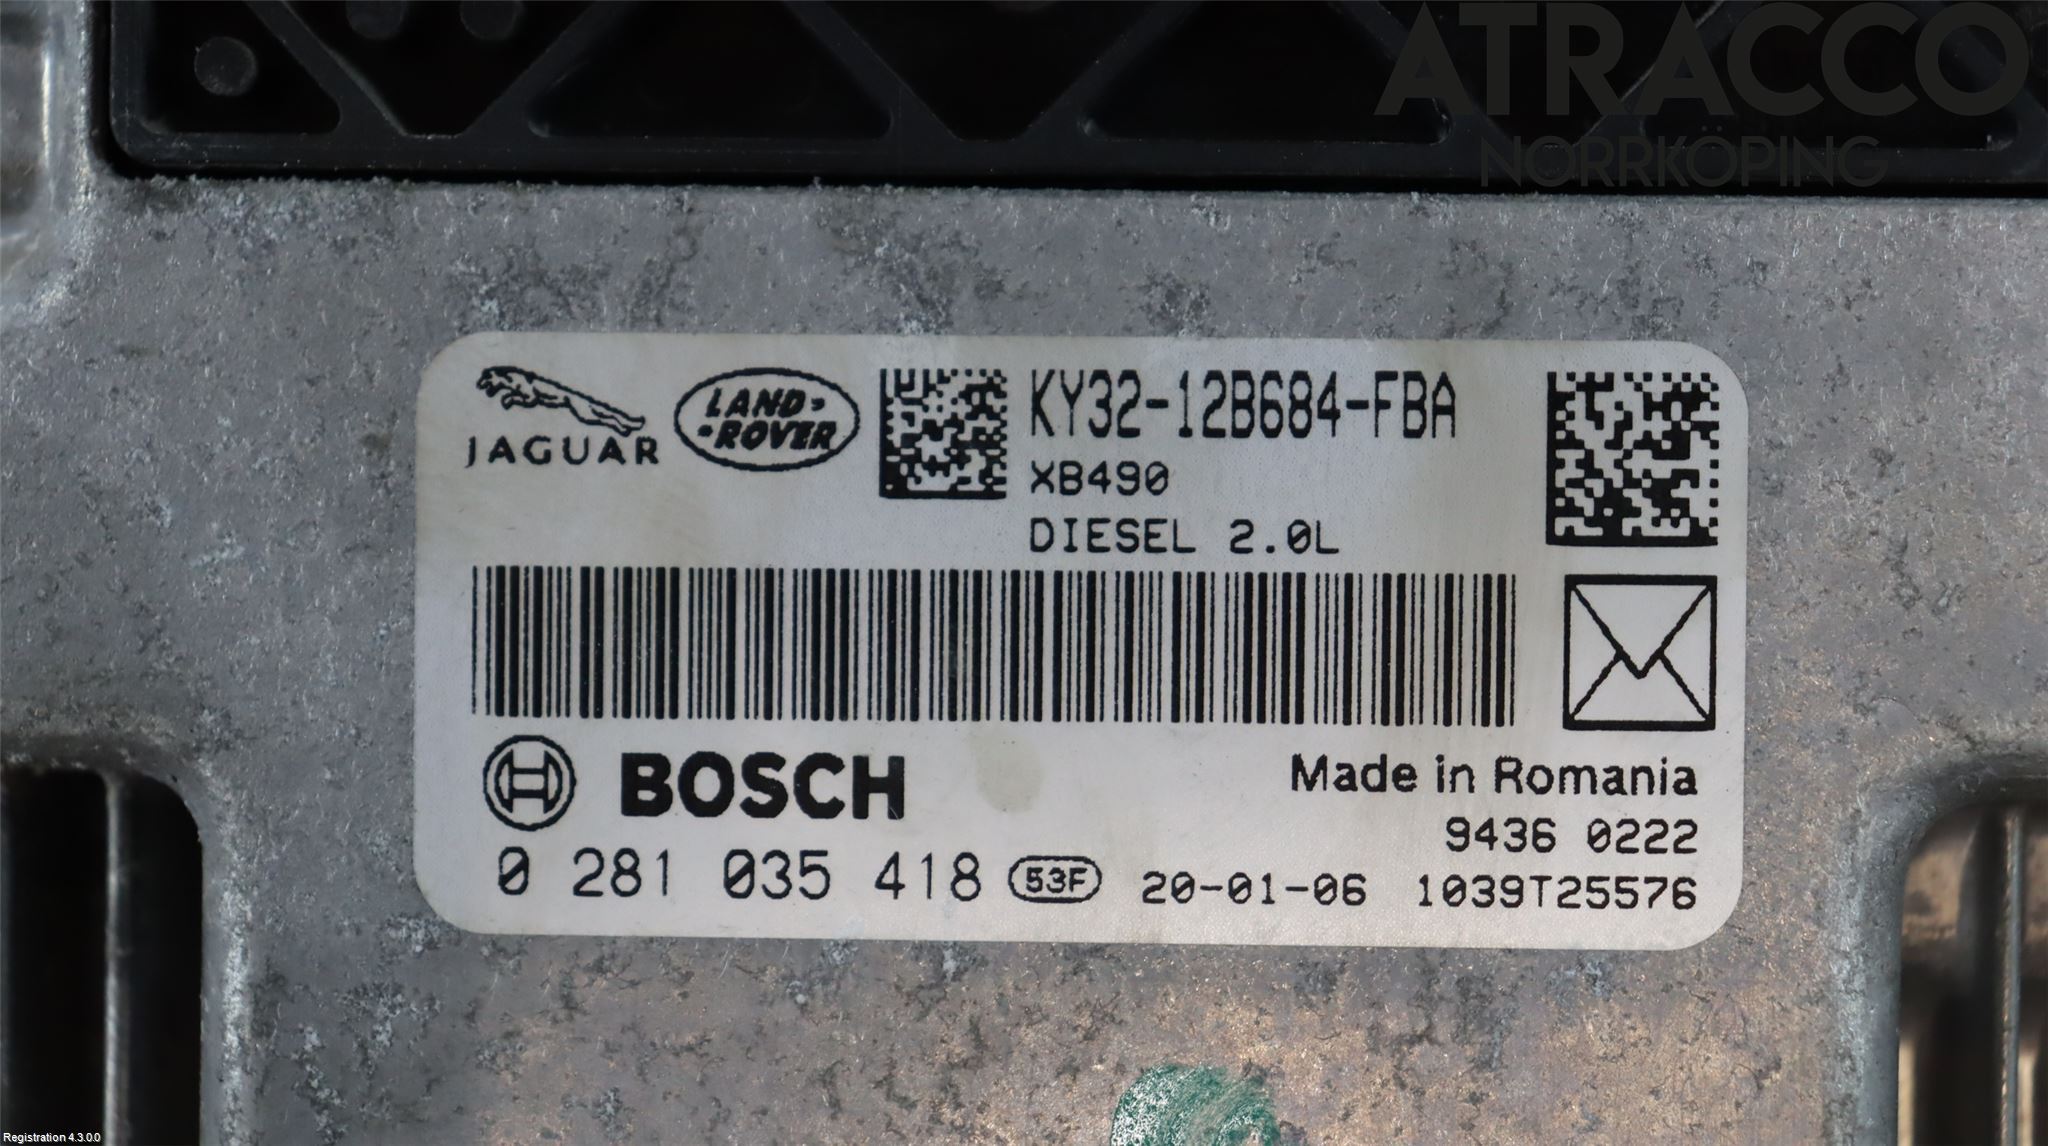 ATRACCO
NORRKÖPING
JAGUAR
LAND-
-ROVER
KY32-12B684-FBA
XB490
DIESEL 2.0L
BOSCH
Made in Romania
9436 0222
0 281 035 418 53F 20-01-06 1039T25576
Registration 4.3.0.0